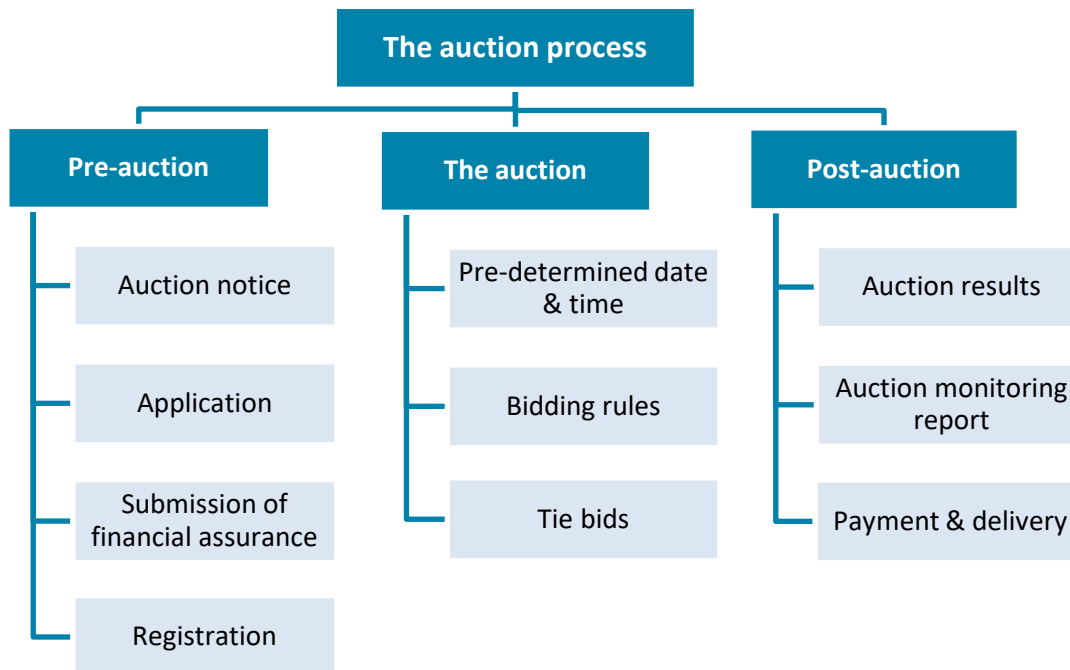 The auction process
Pre-auction
Auction notice
Application
Submission of
financial assurance
Registration
The auction
Pre-determined date
& time
Bidding rules
Tie bids
Post-auction
Auction results
Auction monitoring
report
Payment & delivery